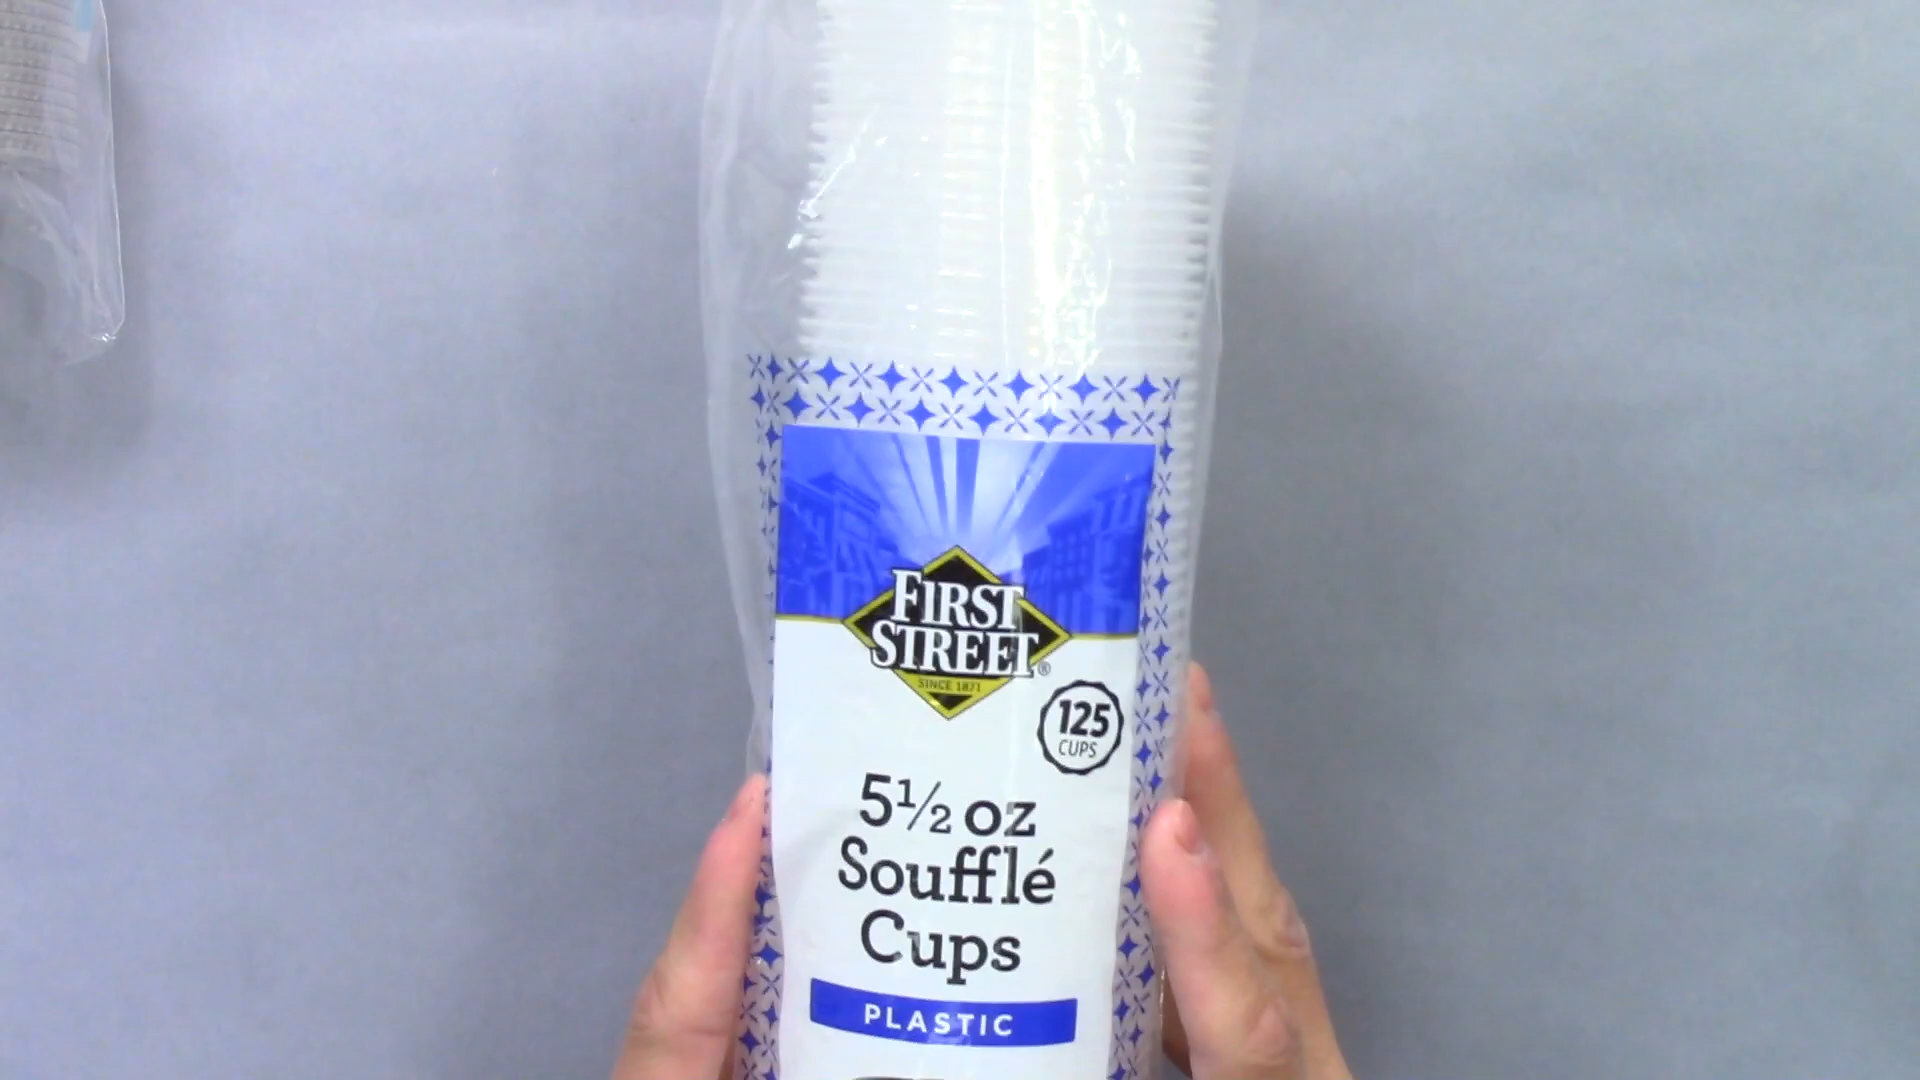 FIRST
STREET®
SINCE 1871
125
CUPS
5½ oz
Soufflé
Cups
PLASTIC